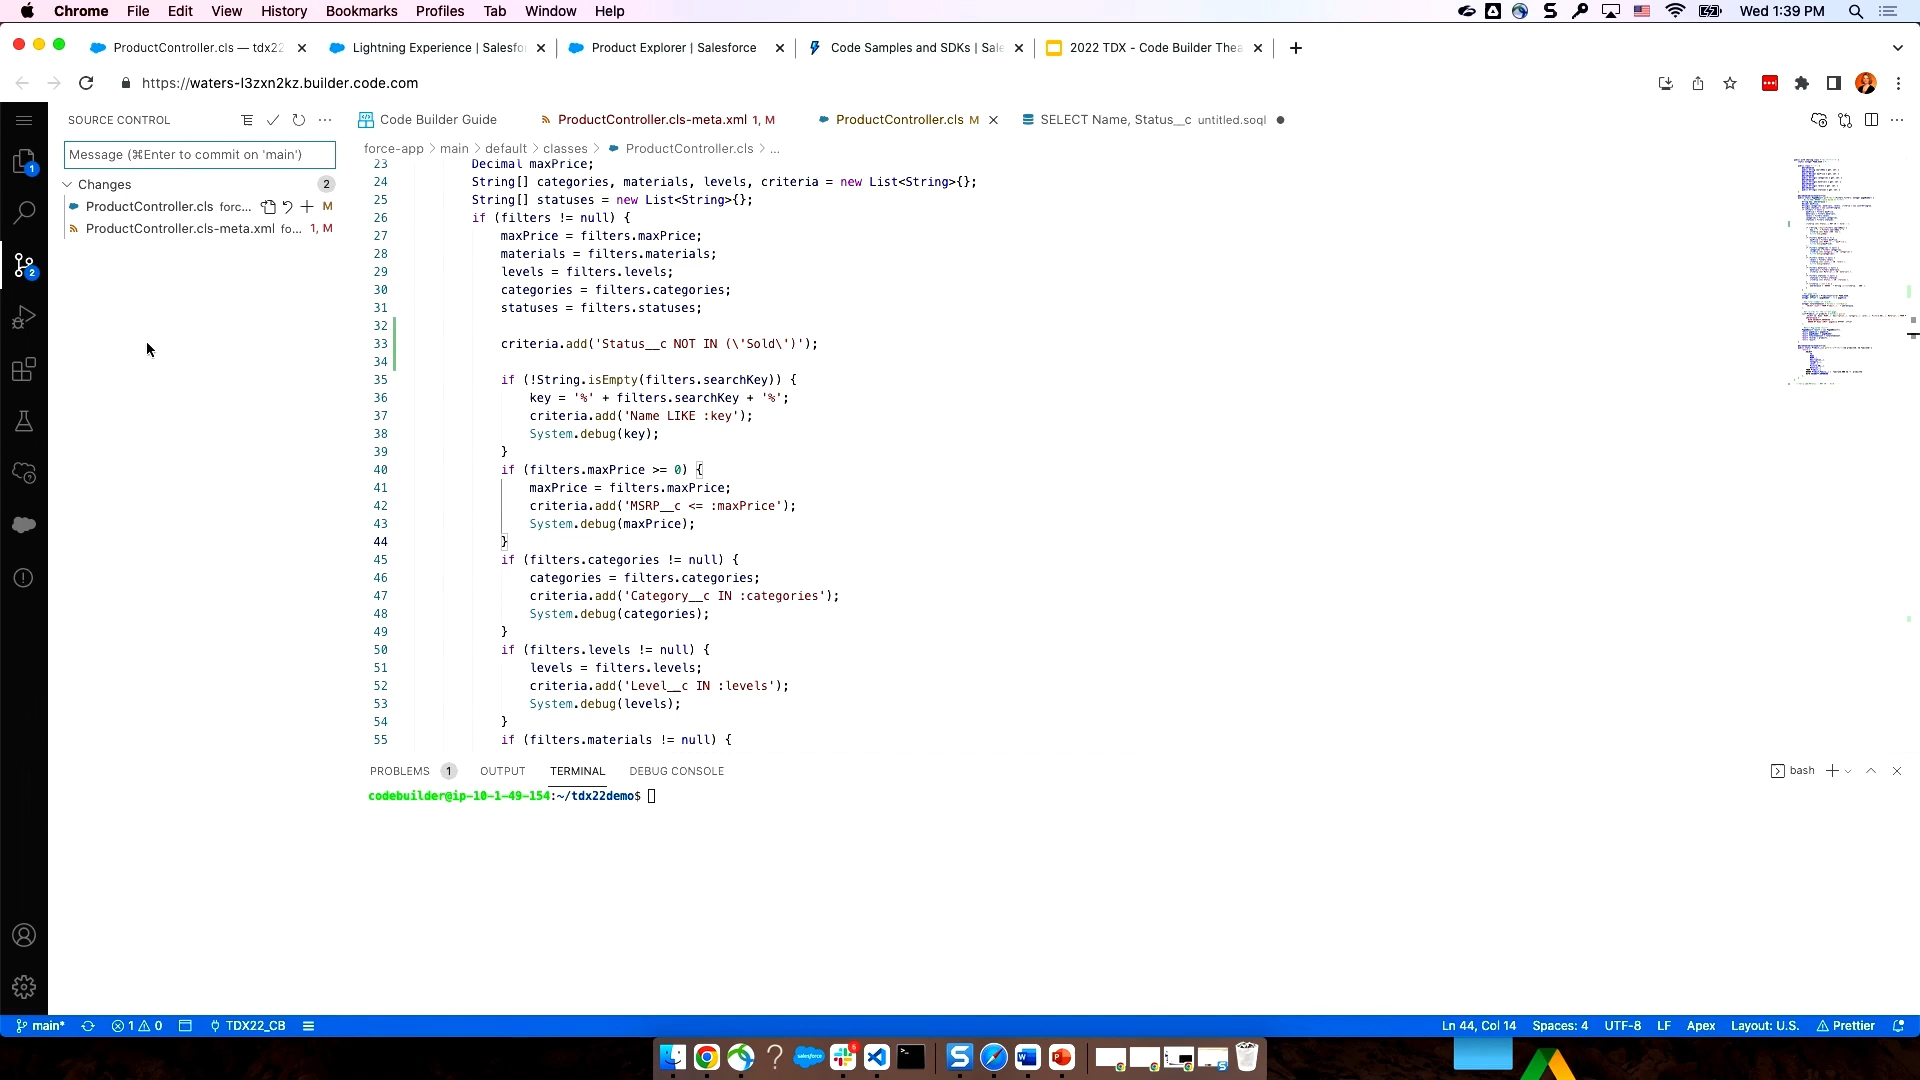 Chrome File Edit View History Bookmarks Profiles Tab Window Help Wed 1:39 PM
ProductController.cls — tdx22 Lightning Experience | Salesfo Product Explorer | Salesforce Code Samples and SDKs | Sale 2022 TDX - Code Builder Thea
https://waters-l3zxn2kz.builder.code.com
SOURCE CONTROL
Message (⌘Enter to commit on 'main')
Changes 2
ProductController.cls forc... M
ProductController.cls-meta.xml fo... 1, M
1
2
Code Builder Guide ProductController.cls-meta.xml 1, M ProductController.cls M SELECT Name, Status__c untitled.soql
force-app > main > default > classes > ProductController.cls > ...
23 Decimal maxPrice;
24 String[] categories, materials, levels, criteria = new List<String>{};
25 String[] statuses = new List<String>{};
26 if (filters != null) {
27 maxPrice = filters.maxPrice;
28 materials = filters.materials;
29 levels = filters.levels;
30 categories = filters.categories;
31 statuses = filters.statuses;
32
33 criteria.add('Status__c NOT IN (\'Sold\')');
34
35 if (!String.isEmpty(filters.searchKey)) {
36 key = '%' + filters.searchKey + '%';
37 criteria.add('Name LIKE :key');
38 System.debug(key);
39 }
40 if (filters.maxPrice >= 0) {
41 maxPrice = filters.maxPrice;
42 criteria.add('MSRP__c <= :maxPrice');
43 System.debug(maxPrice);
44 }
45 if (filters.categories != null) {
46 categories = filters.categories;
47 criteria.add('Category__c IN :categories');
48 System.debug(categories);
49 }
50 if (filters.levels != null) {
51 levels = filters.levels;
52 criteria.add('Level__c IN :levels');
53 System.debug(levels);
54 }
55 if (filters.materials != null) {
PROBLEMS 1 OUTPUT TERMINAL DEBUG CONSOLE bash
codebuilder@ip-10-1-49-154:~/tdx22demo$
main* 1 0 TDX22_CB Ln 44, Col 14 Spaces: 4 UTF-8 LF Apex Layout: U.S. Prettier